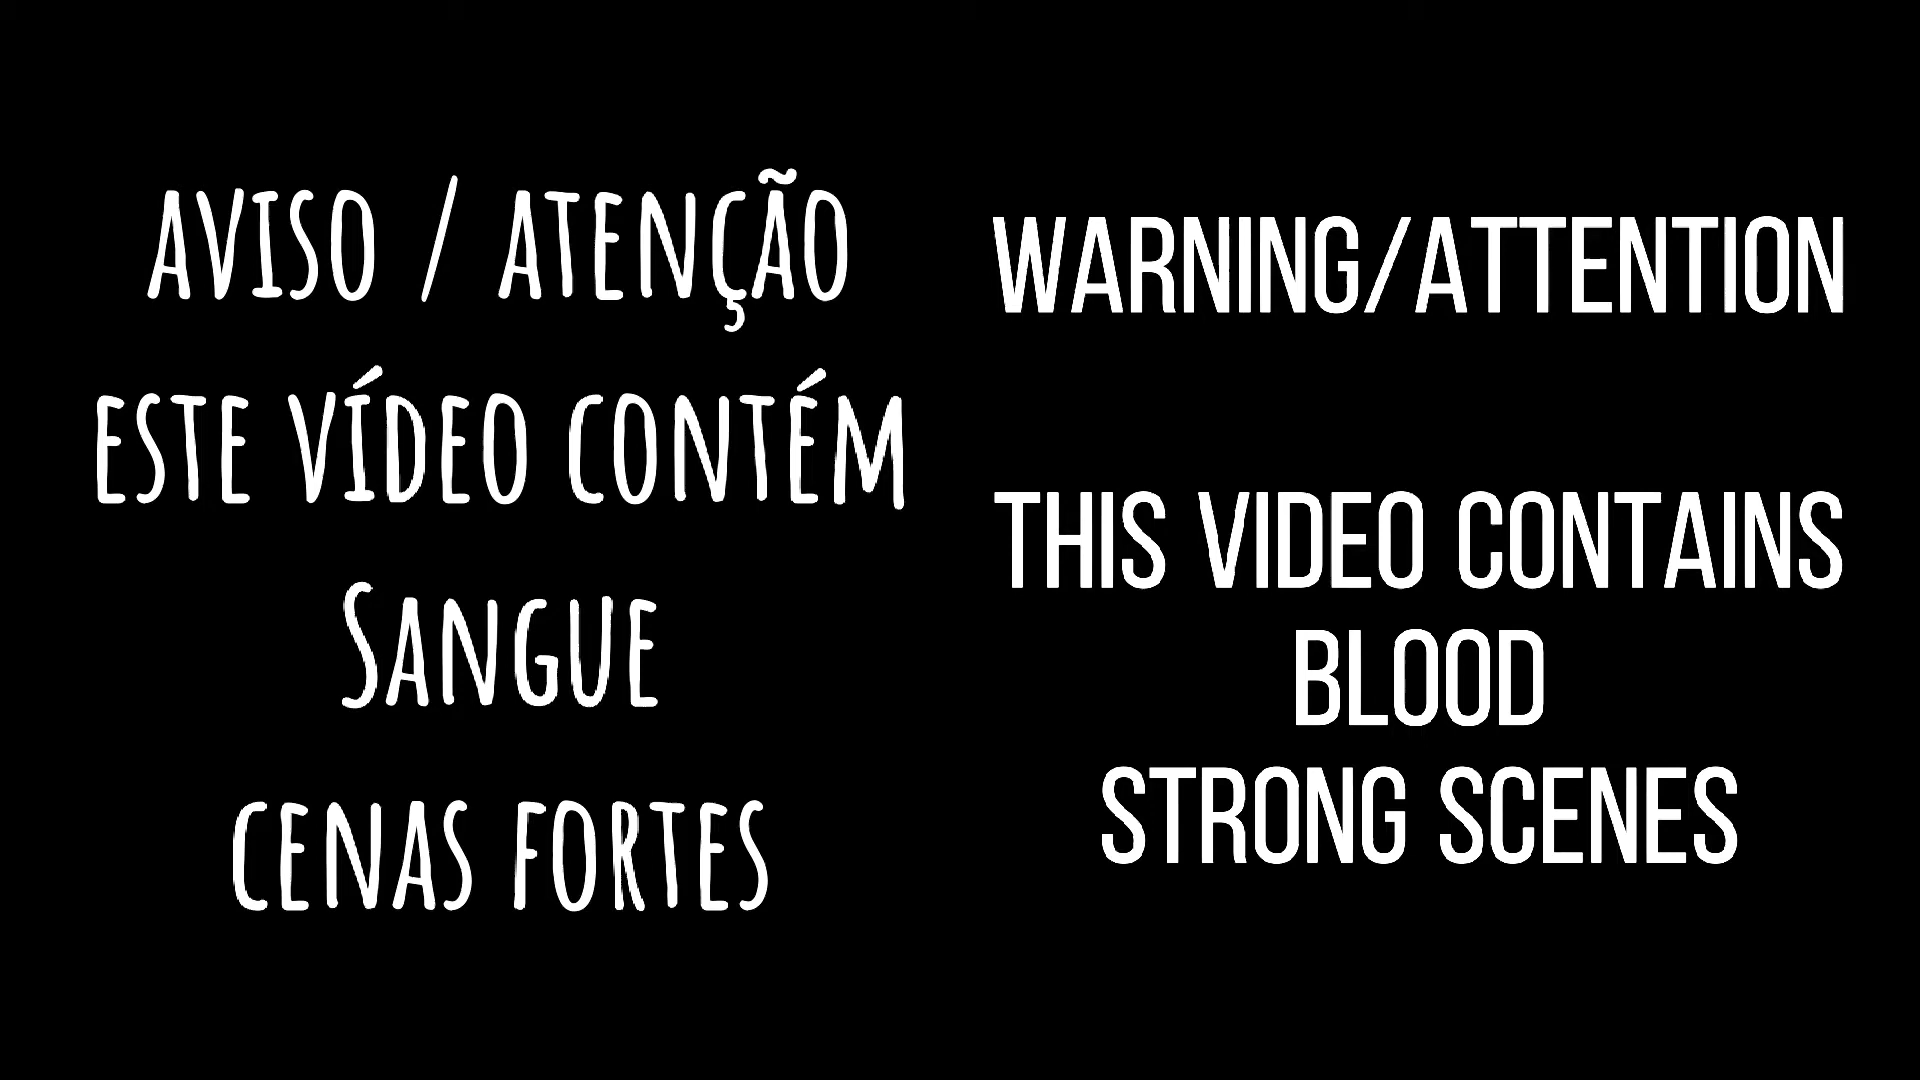 AVISO / ATENÇÃO
ESTE VÍDEO CONTÉM
SANGUE
CENAS FORTES
WARNING/ATTENTION
THIS VIDEO CONTAINS
BLOOD
STRONG SCENES